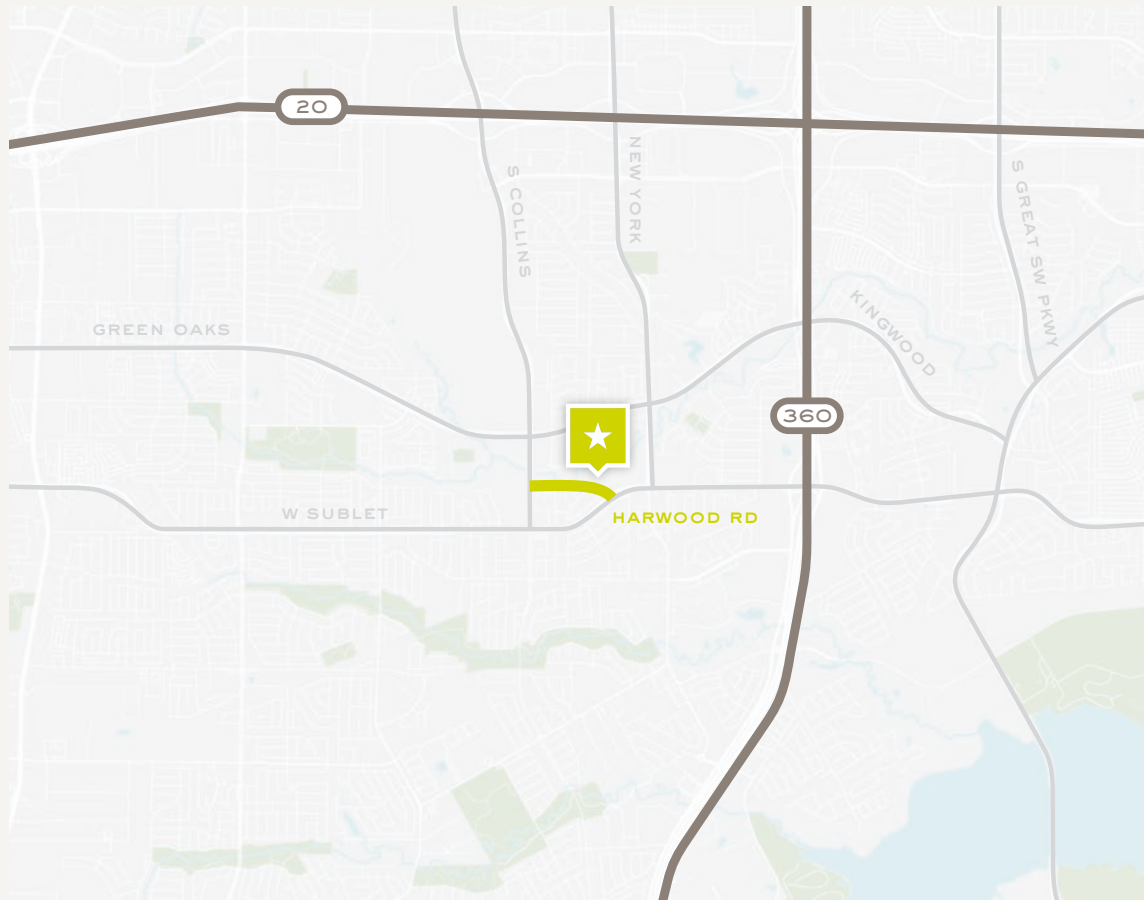 20
S COLLINS
NEW YORK
S GREAT SW PKWY
GREEN OAKS
KINGWOOD
360
W SUBLET
HARWOOD RD